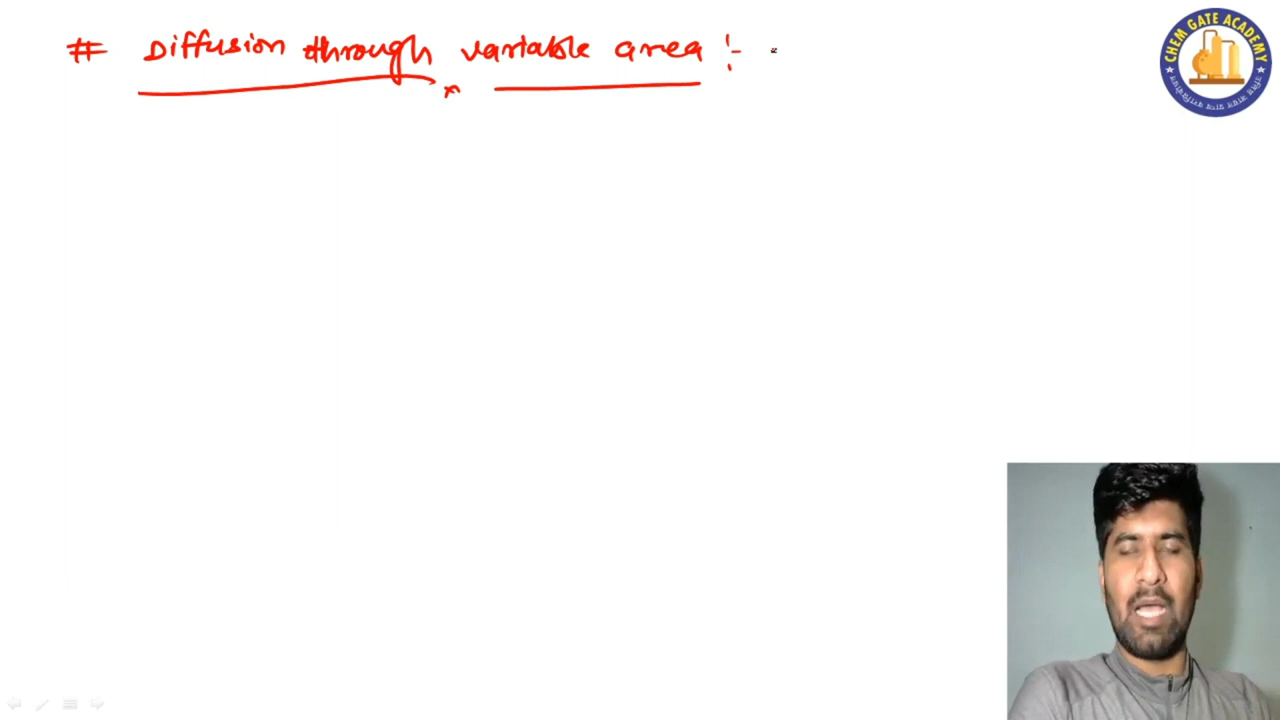 # Diffusion through variable area :-
CHEM GATE ACADEMY